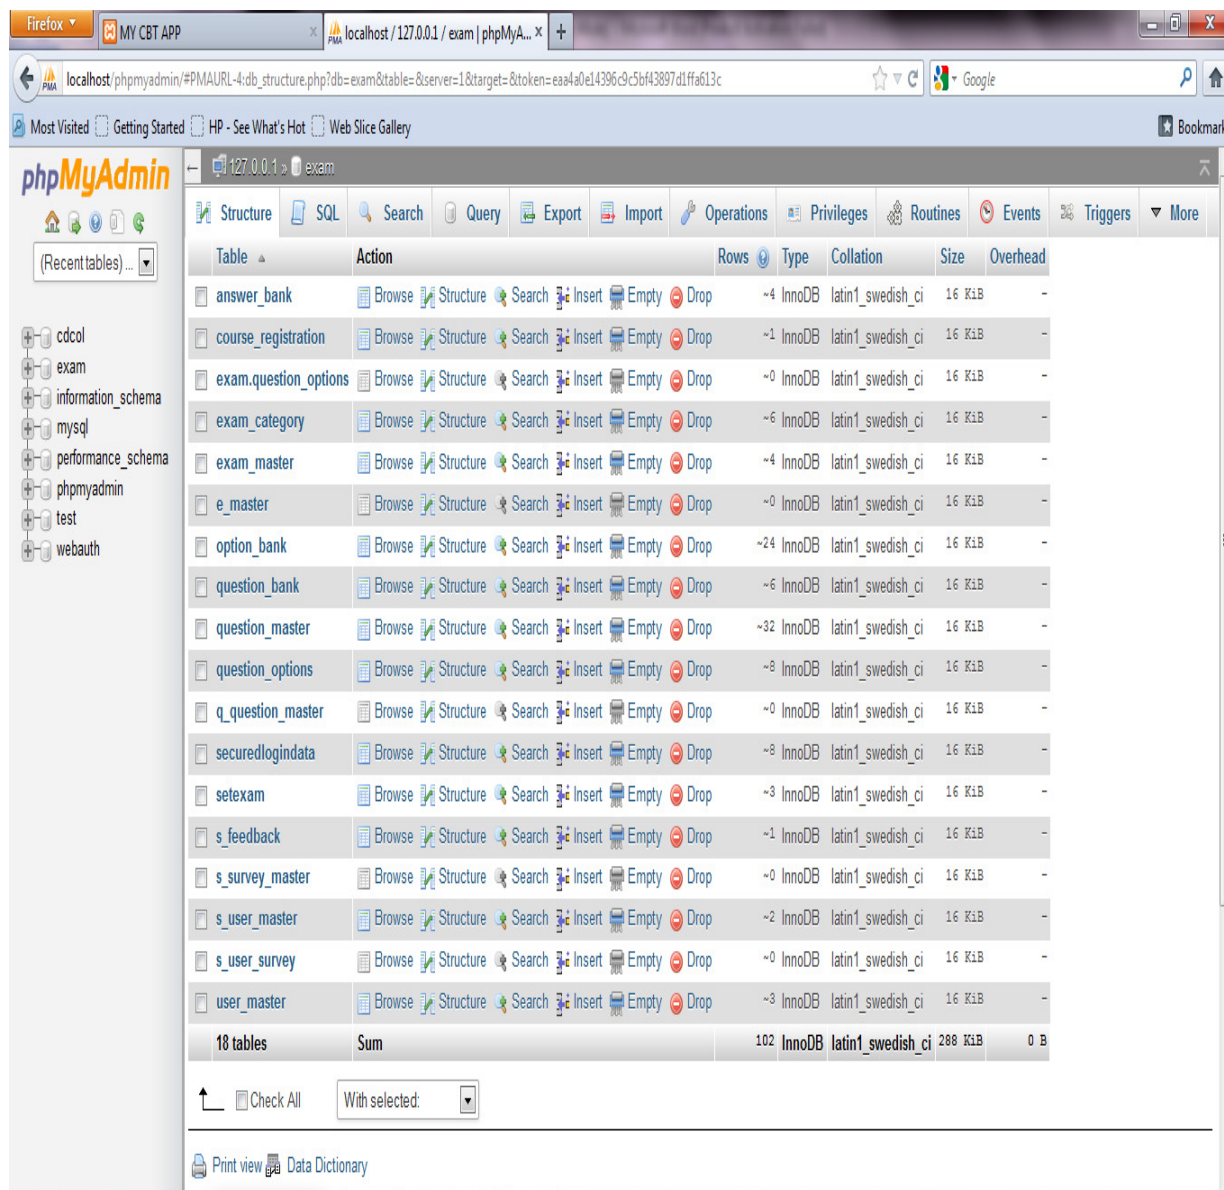 Firefox
MY CBT APP x
localhost / 127.0.0.1 / exam | phpMyA... x +
localhost/phpmyadmin/#PMAURL-4:db_structure.php?db=exam&table=&server=1&target=&token=eaa4a0e14396c9c5bf43897d1ffa613c
Google
Most Visited Getting Started HP - See What's Hot Web Slice Gallery Bookmark
phpMyAdmin
(Recent tables) ...
cdcol
exam
information_schema
mysql
performance_schema
phpmyadmin
test
webauth
127.0.0.1 » exam
Structure SQL Search Query Export Import Operations Privileges Routines Events Triggers More
Table Action Rows Type Collation Size Overhead
answer_bank Browse Structure Search Insert Empty Drop ~4 InnoDB latin1_swedish_ci 16 KiB -
course_registration Browse Structure Search Insert Empty Drop ~1 InnoDB latin1_swedish_ci 16 KiB -
exam.question_options Browse Structure Search Insert Empty Drop ~0 InnoDB latin1_swedish_ci 16 KiB -
exam_category Browse Structure Search Insert Empty Drop ~6 InnoDB latin1_swedish_ci 16 KiB -
exam_master Browse Structure Search Insert Empty Drop ~4 InnoDB latin1_swedish_ci 16 KiB -
e_master Browse Structure Search Insert Empty Drop ~0 InnoDB latin1_swedish_ci 16 KiB -
option_bank Browse Structure Search Insert Empty Drop ~24 InnoDB latin1_swedish_ci 16 KiB -
question_bank Browse Structure Search Insert Empty Drop ~6 InnoDB latin1_swedish_ci 16 KiB -
question_master Browse Structure Search Insert Empty Drop ~32 InnoDB latin1_swedish_ci 16 KiB -
question_options Browse Structure Search Insert Empty Drop ~8 InnoDB latin1_swedish_ci 16 KiB -
q_question_master Browse Structure Search Insert Empty Drop ~0 InnoDB latin1_swedish_ci 16 KiB -
securedlogindata Browse Structure Search Insert Empty Drop ~8 InnoDB latin1_swedish_ci 16 KiB -
setexam Browse Structure Search Insert Empty Drop ~3 InnoDB latin1_swedish_ci 16 KiB -
s_feedback Browse Structure Search Insert Empty Drop ~1 InnoDB latin1_swedish_ci 16 KiB -
s_survey_master Browse Structure Search Insert Empty Drop ~0 InnoDB latin1_swedish_ci 16 KiB -
s_user_master Browse Structure Search Insert Empty Drop ~2 InnoDB latin1_swedish_ci 16 KiB -
s_user_survey Browse Structure Search Insert Empty Drop ~0 InnoDB latin1_swedish_ci 16 KiB -
user_master Browse Structure Search Insert Empty Drop ~3 InnoDB latin1_swedish_ci 16 KiB -
18 tables Sum 102 InnoDB latin1_swedish_ci 288 KiB 0 B
Check All With selected:
Print view Data Dictionary